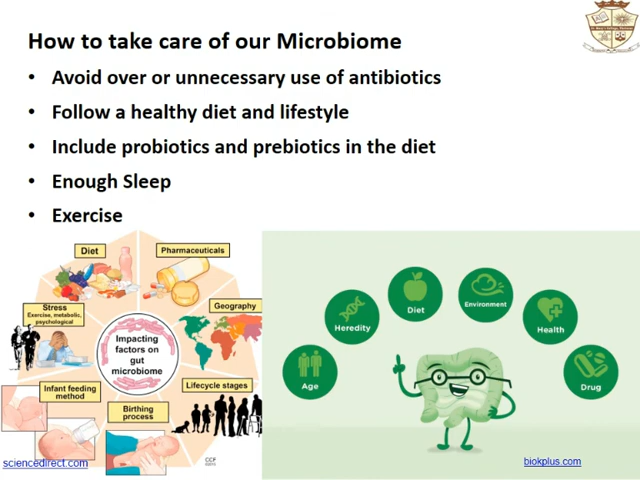 How to take care of our Microbiome
• Avoid over or unnecessary use of antibiotics
• Follow a healthy diet and lifestyle
• Include probiotics and prebiotics in the diet
• Enough Sleep
• Exercise
Diet
Pharmaceuticals
Stress
Exercise, metabolic,
psychological
Geography
Impacting
factors on
gut
microbiome
Infant feeding
method
Birthing
process
Lifecycle stages
CCF
sciencedirect.com
Age
Heredity
Diet
Environment
Health
Drug
biokplus.com